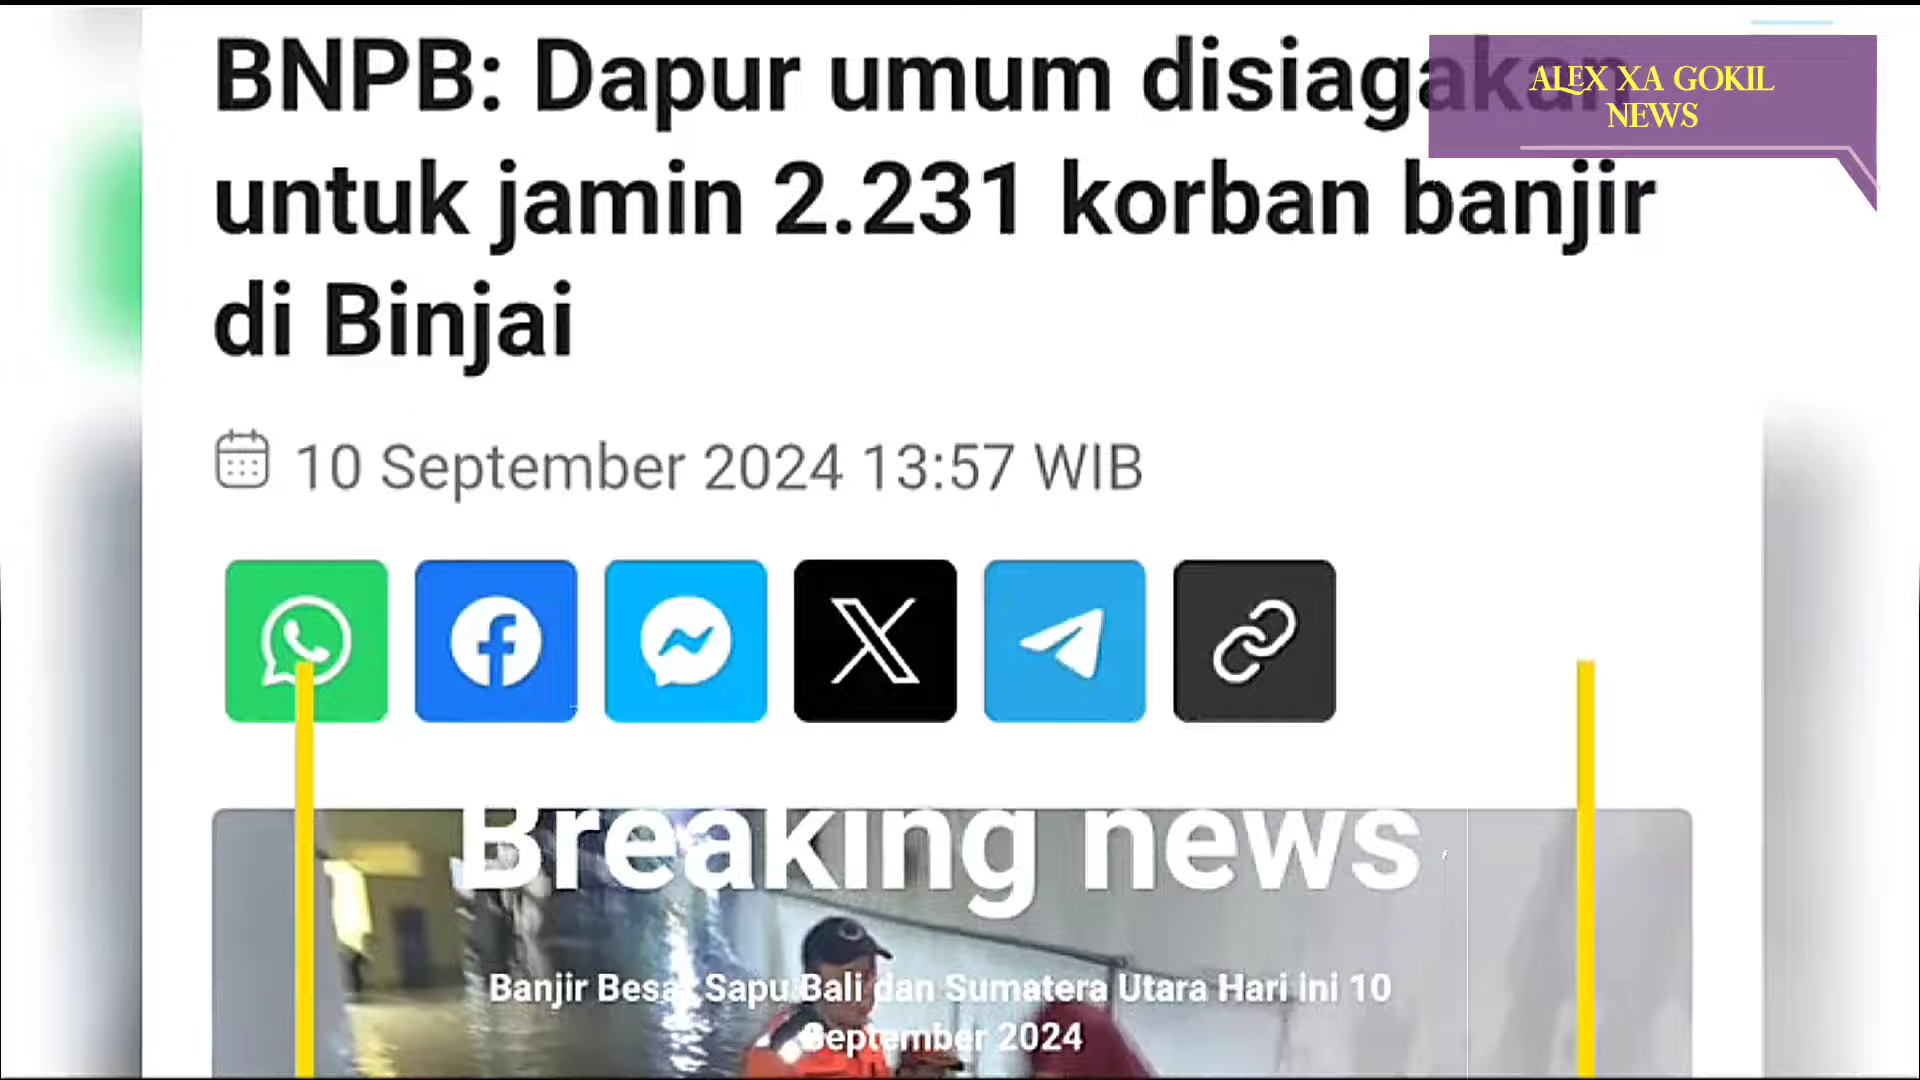 BNPB: Dapur umum disiagakan
untuk jamin 2.231 korban banjir
di Binjai
ALEX XA GOKIL
NEWS
10 September 2024 13:57 WIB
Breaking news
Banjir Besar Sapu Bali dan Sumatera Utara Hari ini 10
September 2024